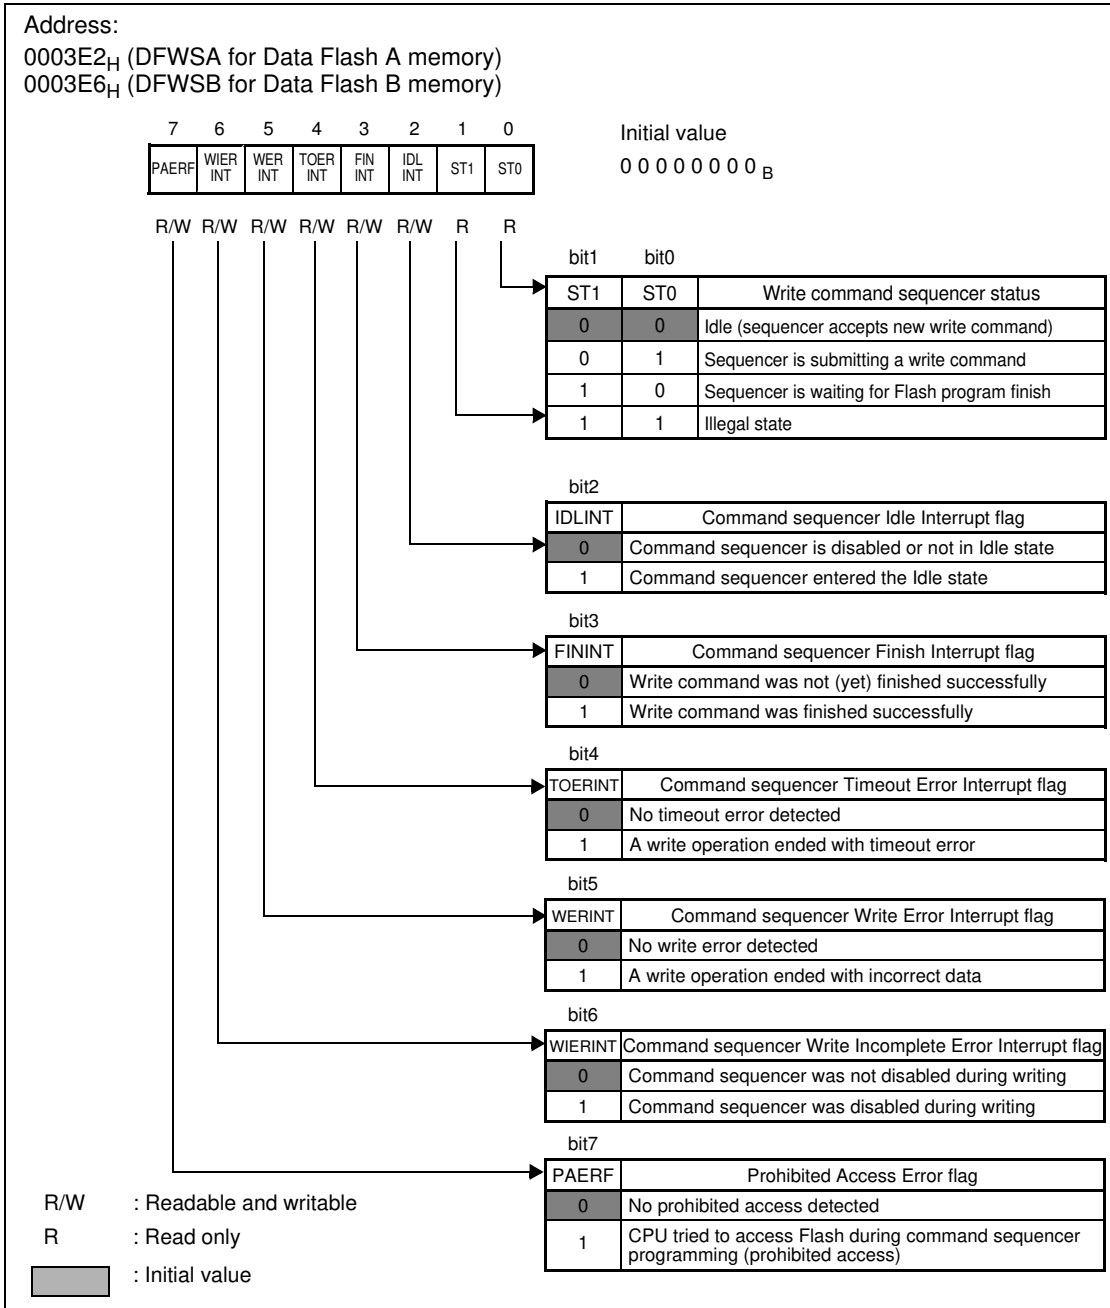 Address:
0003E2H (DFWSA for Data Flash A memory)
0003E6H (DFWSB for Data Flash B memory)
7 6 5 4 3 2 1 0 Initial value
PAERF WIER INT WER INT TOER INT FIN INT IDL INT ST1 ST0 0 0 0 0 0 0 0 0 B
R/W R/W R/W R/W R/W R/W R R
bit1 bit0
ST1 ST0 Write command sequencer status
0 0 Idle (sequencer accepts new write command)
0 1 Sequencer is submitting a write command
1 0 Sequencer is waiting for Flash program finish
1 1 Illegal state
bit2
IDLINT Command sequencer Idle Interrupt flag
0 Command sequencer is disabled or not in Idle state
1 Command sequencer entered the Idle state
bit3
FININT Command sequencer Finish Interrupt flag
0 Write command was not (yet) finished successfully
1 Write command was finished successfully
bit4
TOERINT Command sequencer Timeout Error Interrupt flag
0 No timeout error detected
1 A write operation ended with timeout error
bit5
WERINT Command sequencer Write Error Interrupt flag
0 No write error detected
1 A write operation ended with incorrect data
bit6
WIERINT Command sequencer Write Incomplete Error Interrupt flag
0 Command sequencer was not disabled during writing
1 Command sequencer was disabled during writing
bit7
PAERF Prohibited Access Error flag
0 No prohibited access detected
1 CPU tried to access Flash during command sequencer
programming (prohibited access)
R/W : Readable and writable
R : Read only
: Initial value